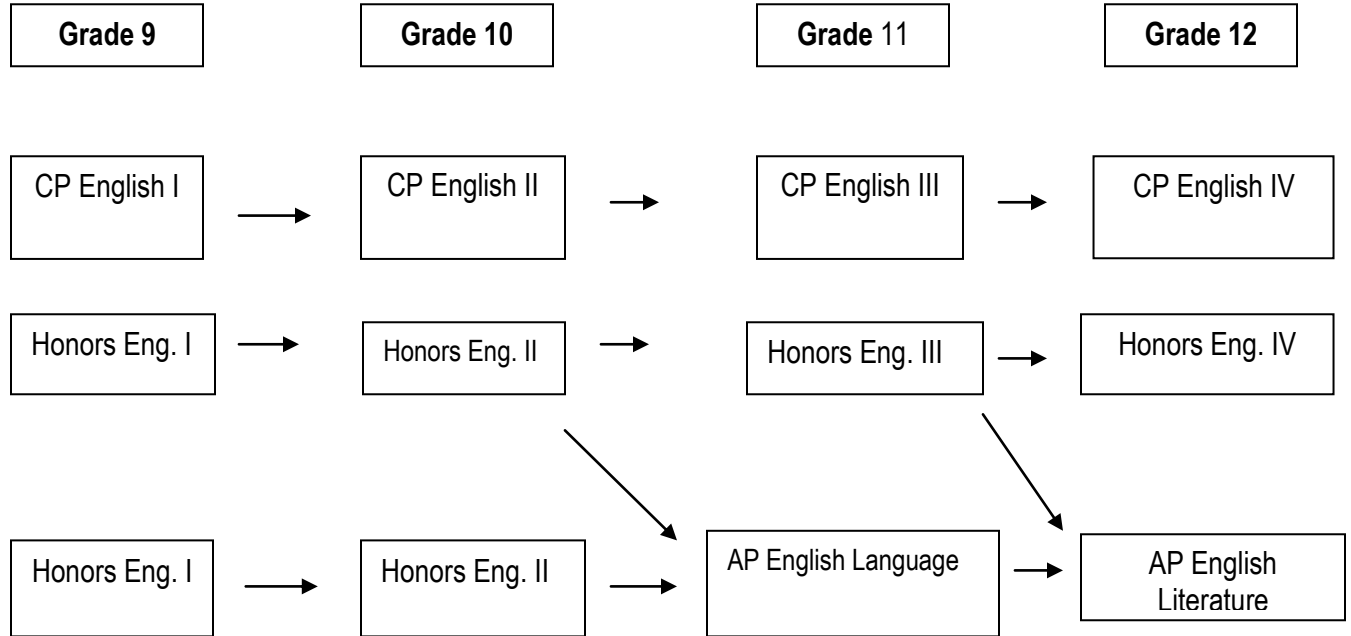 Grade 9
Grade 10
Grade 11
Grade 12
CP English I
CP English II
CP English III
CP English IV
Honors Eng. I
Honors Eng. II
Honors Eng. III
Honors Eng. IV
Honors Eng. I
Honors Eng. II
AP English Language
AP English
Literature